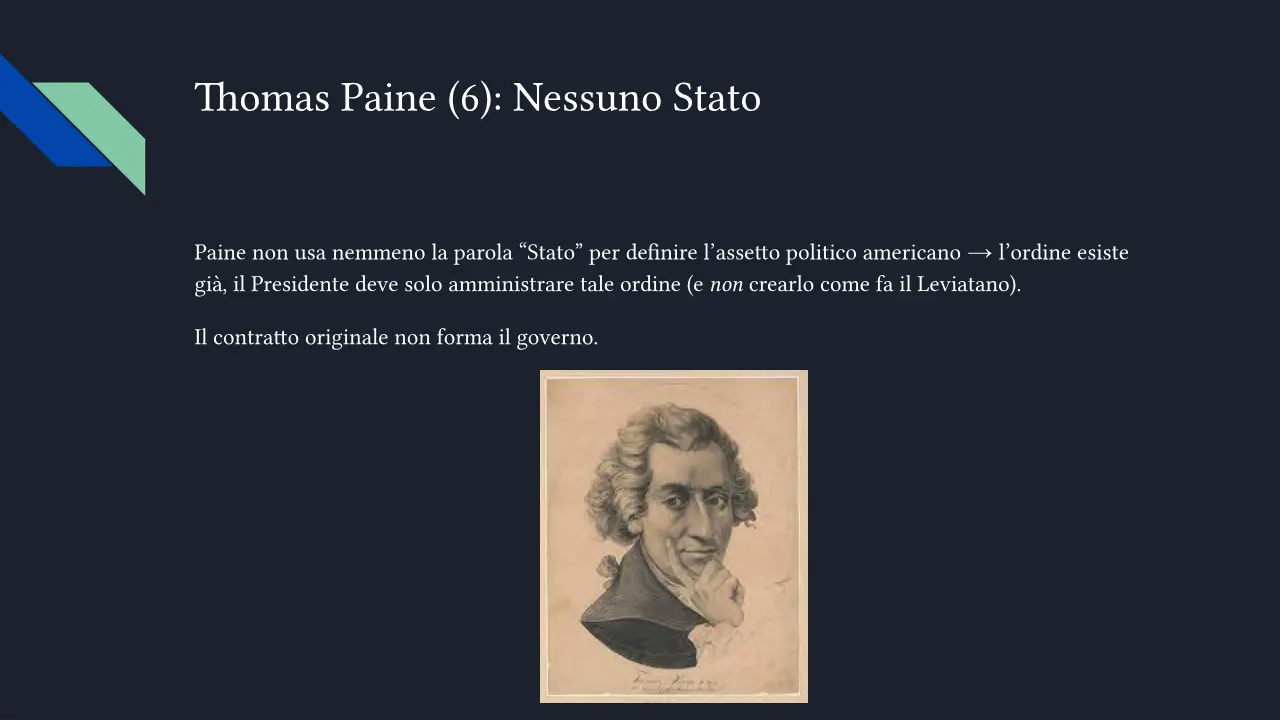 Thomas Paine (6): Nessuno Stato
Paine non usa nemmeno la parola “Stato” per definire l’assetto politico americano → l’ordine esiste
già, il Presidente deve solo amministrare tale ordine (e non crearlo come fa il Leviatano).
Il contratto originale non forma il governo.